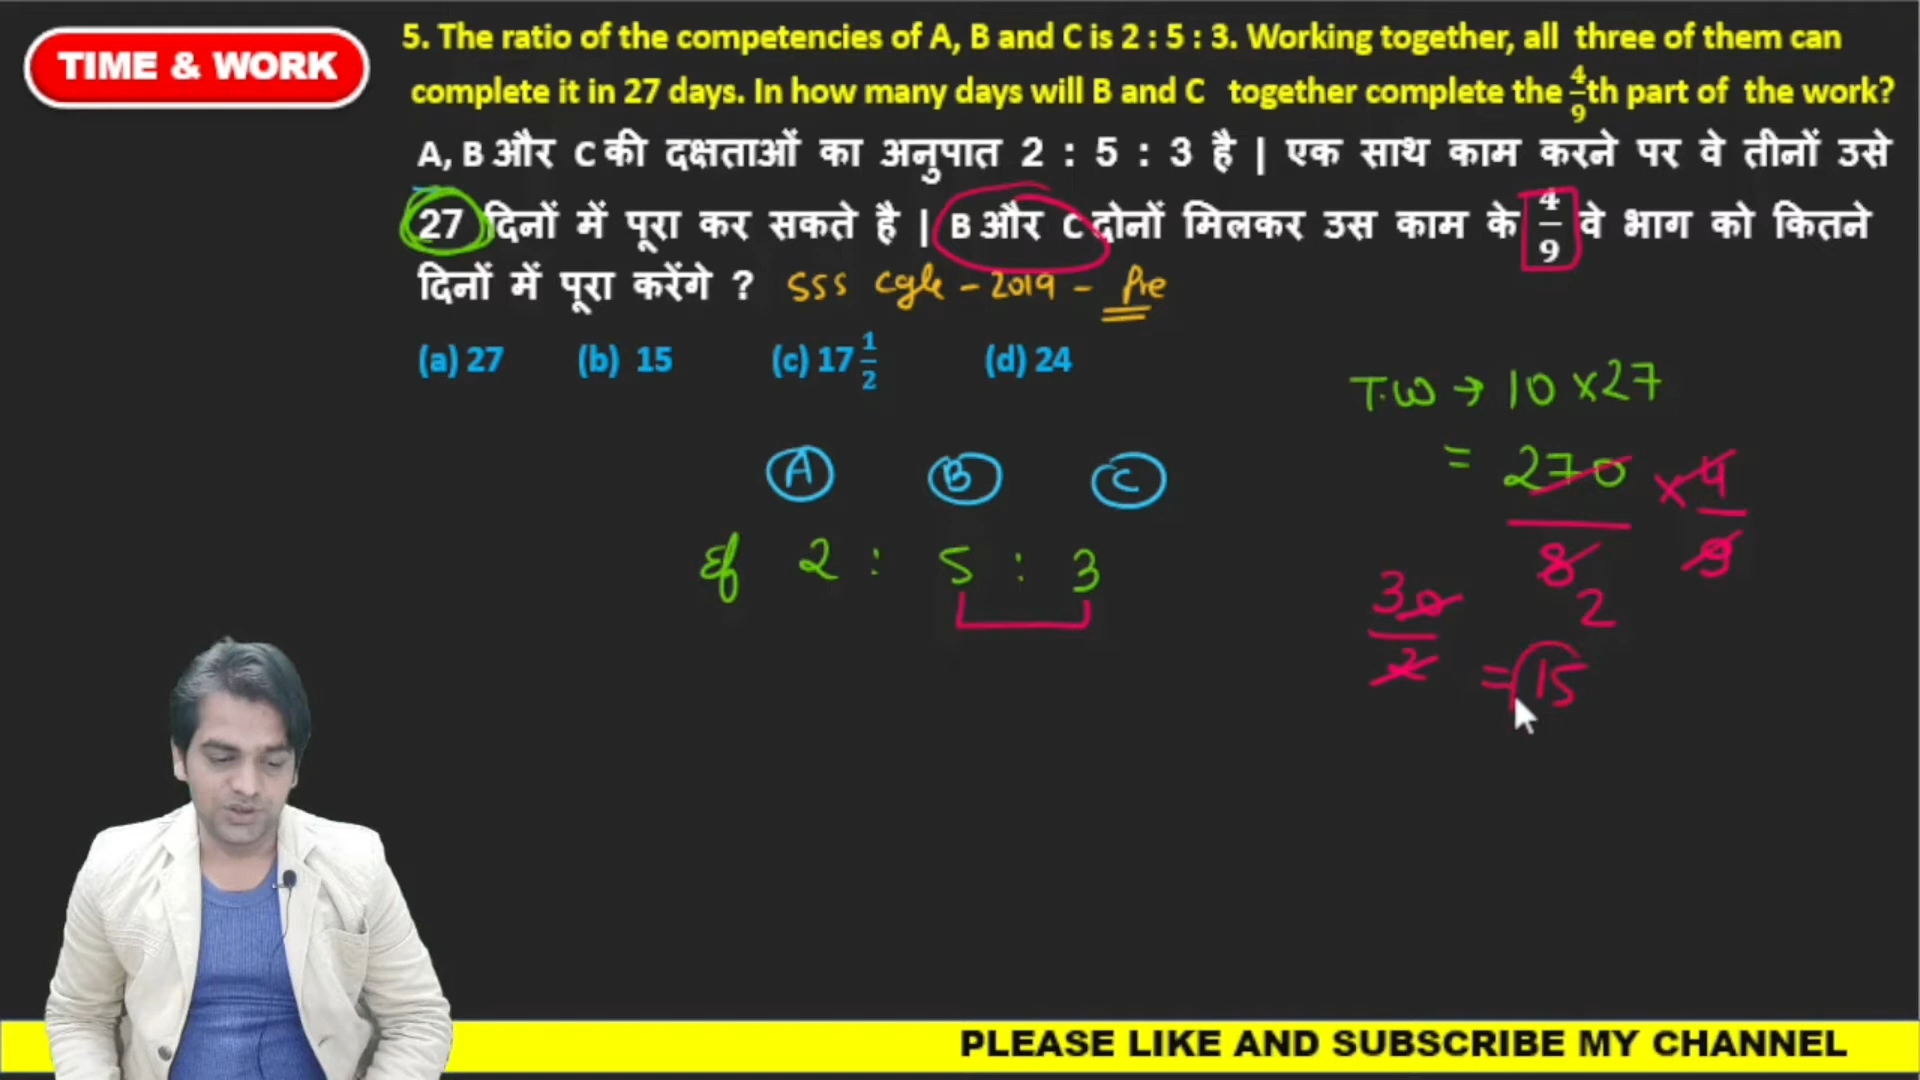 TIME & WORK
5. The ratio of the competencies of A, B and C is 2 : 5 : 3. Working together, all three of them can
complete it in 27 days. In how many days will B and C together complete the 4/9th part of the work?
A, B और C की दक्षताओं का अनुपात 2 : 5 : 3 है | एक साथ काम करने पर वे तीनों उसे
27 दिनों में पूरा कर सकते है | B और C दोनों मिलकर उस काम के 4/9 वे भाग को कितने
दिनों में पूरा करेंगे ? SSS Cgle - 2019 - Pre
(a) 27 (b) 15 (c) 17 1/2 (d) 24
T.W → 10 × 27
= 270/8 × 4/9
2
A B C
Ef 2 : 5 : 3
30/2 = 15
PLEASE LIKE AND SUBSCRIBE MY CHANNEL